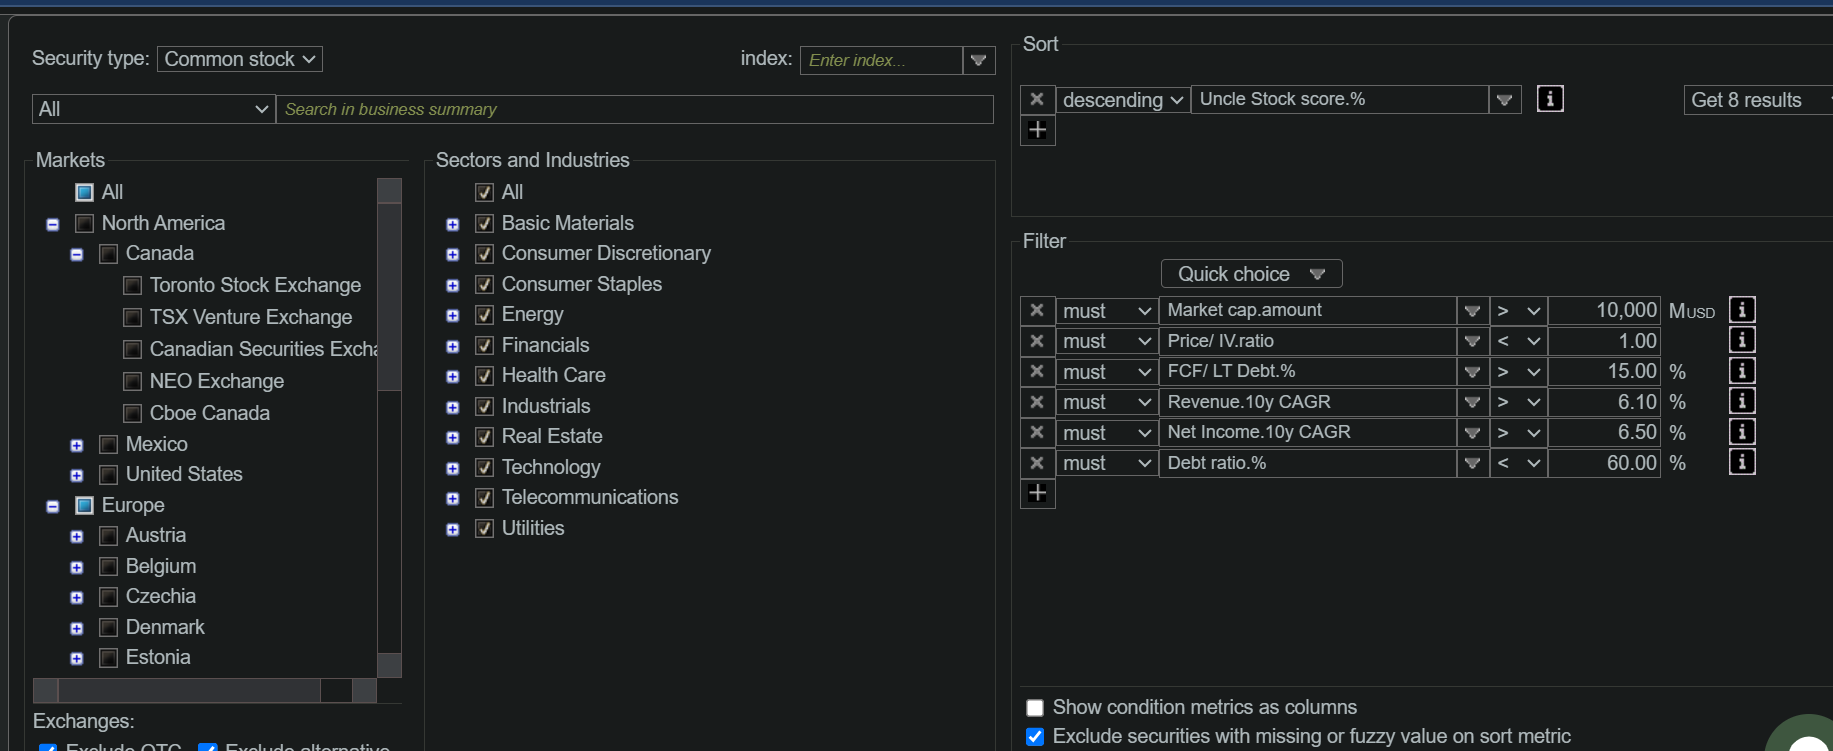 Security type: Common stock
index: Enter index...
All
Search in business summary
Markets
All
North America
Canada
Toronto Stock Exchange
TSX Venture Exchange
Canadian Securities Excha
NEO Exchange
Cboe Canada
Mexico
United States
Europe
Austria
Belgium
Czechia
Denmark
Estonia
Exchanges:
Exclude OTC Exclude alternative
Sectors and Industries
All
Basic Materials
Consumer Discretionary
Consumer Staples
Energy
Financials
Health Care
Industrials
Real Estate
Technology
Telecommunications
Utilities
Sort
descending Uncle Stock score.% i Get 8 results
Filter
Quick choice
must Market cap.amount > 10,000 MUSD i
must Price/ IV.ratio < 1.00 i
must FCF/ LT Debt.% > 15.00 % i
must Revenue.10y CAGR > 6.10 % i
must Net Income.10y CAGR > 6.50 % i
must Debt ratio.% < 60.00 % i
Show condition metrics as columns
Exclude securities with missing or fuzzy value on sort metric